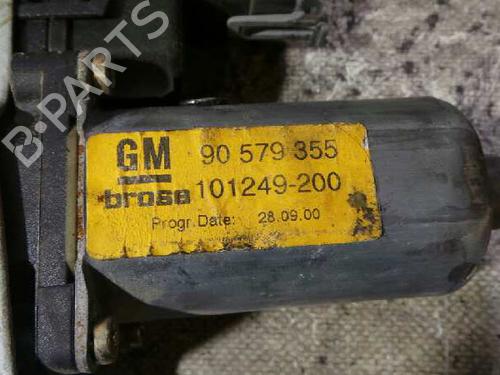 B-PARTS
GM 90 579 355
brose 101249-200
Progr.Date: 28.09.00